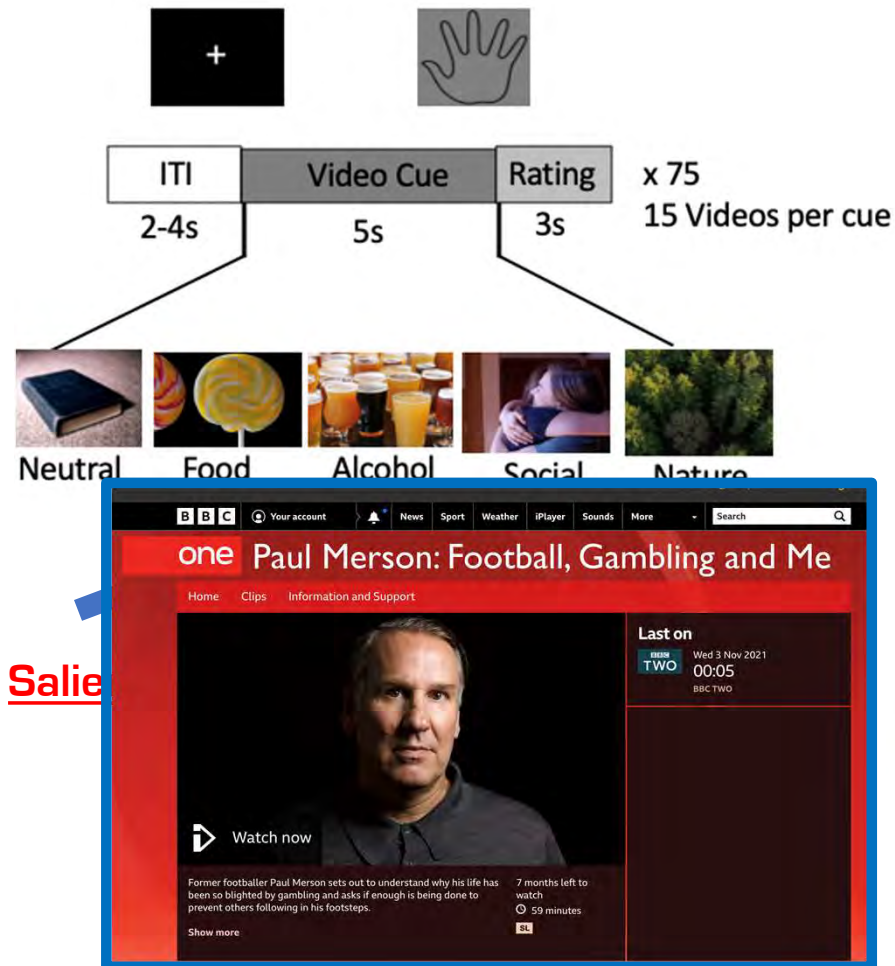 +
ITI Video Cue Rating x 75
2-4s 5s 3s 15 Videos per cue
Neutral Food Alcohol Social Nature
BBC Your account News Sport Weather iPlayer Sounds More Search
one Paul Merson: Football, Gambling and Me
Home Clips Information and Support
Last on
BBC TWO Wed 3 Nov 2021
00:05
BBC TWO
Salie
Watch now
Former footballer Paul Merson sets out to understand why his life has
been so blighted by gambling and asks if enough is being done to
prevent others following in his footsteps.
7 months left to
watch
59 minutes
SL
Show more